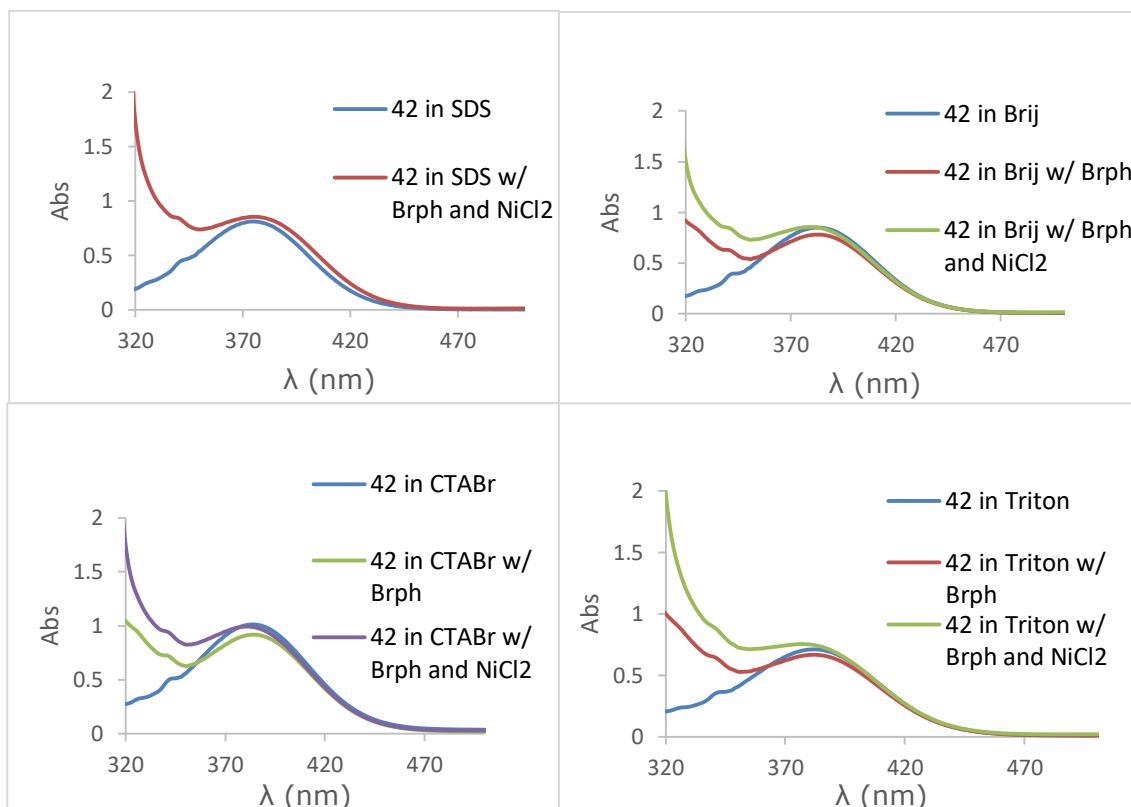 2
1.5
1
0.5
0
Abs
320
370
420
470
λ (nm)
42 in SDS
42 in SDS w/
Brph and NiCl2
2
1.5
1
0.5
0
Abs
320
370
420
470
λ (nm)
42 in Brij
42 in Brij w/ Brph
42 in Brij w/ Brph
and NiCl2
2
1.5
1
0.5
0
Abs
320
370
420
470
λ (nm)
42 in CTABr
42 in CTABr w/
Brph
42 in CTABr w/
Brph and NiCl2
2
1.5
1
0.5
0
Abs
320
370
420
470
λ (nm)
42 in Triton
42 in Triton w/
Brph
42 in Triton w/
Brph and NiCl2